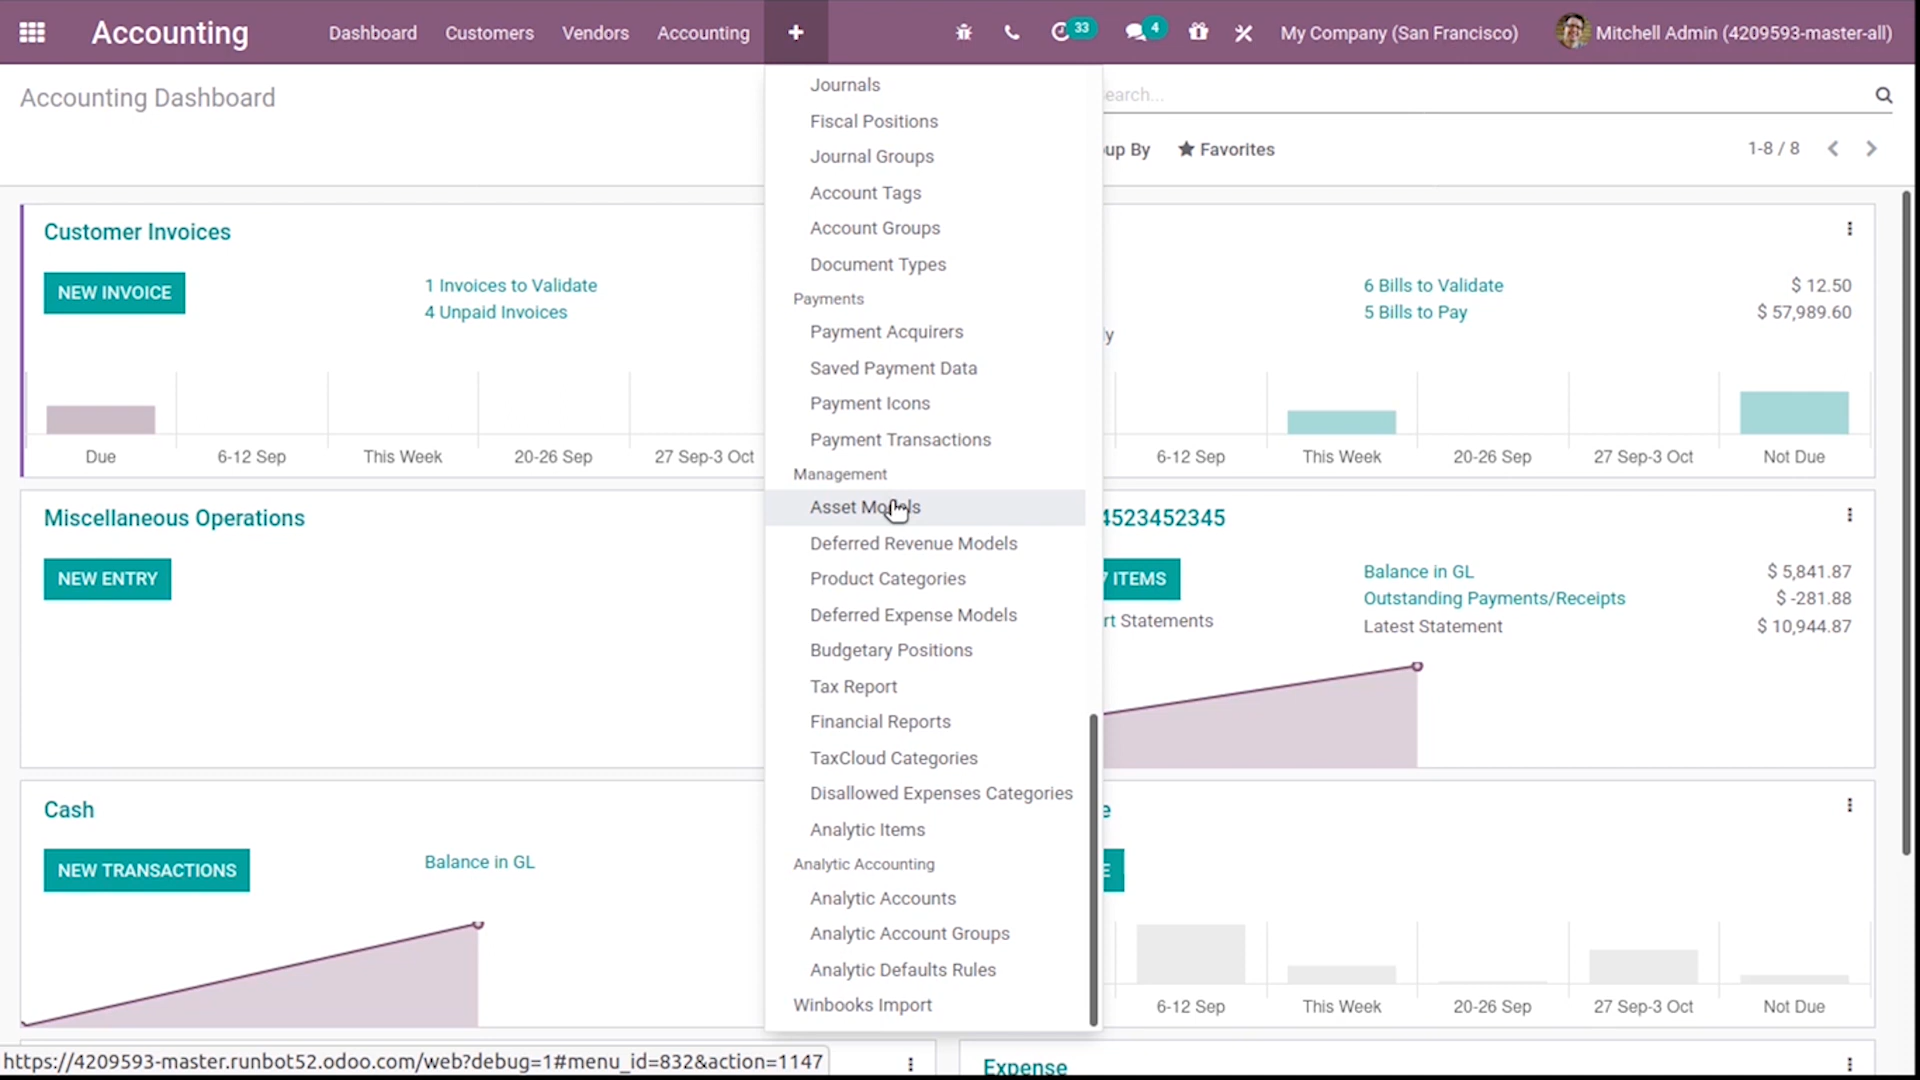 Accounting
Dashboard
Customers
Vendors
Accounting
+
33
4
My Company (San Francisco)
Mitchell Admin (4209593-master-all)
Accounting Dashboard
earch...
up By
Favorites
1-8 / 8
Journals
Fiscal Positions
Journal Groups
Account Tags
Account Groups
Document Types
Payments
Payment Acquirers
Saved Payment Data
Payment Icons
Payment Transactions
Management
Asset Models
Deferred Revenue Models
Product Categories
Deferred Expense Models
Budgetary Positions
Tax Report
Financial Reports
TaxCloud Categories
Disallowed Expenses Categories
Analytic Items
Analytic Accounting
Analytic Accounts
Analytic Account Groups
Analytic Defaults Rules
Winbooks Import
Customer Invoices
NEW INVOICE
1 Invoices to Validate
4 Unpaid Invoices
Due
6-12 Sep
This Week
20-26 Sep
27 Sep-3 Oct
6 Bills to Validate
$ 12.50
5 Bills to Pay
$ 57,989.60
y
6-12 Sep
This Week
20-26 Sep
27 Sep-3 Oct
Not Due
Miscellaneous Operations
NEW ENTRY
4523452345
7 ITEMS
rt Statements
Balance in GL
$ 5,841.87
Outstanding Payments/Receipts
$ -281.88
Latest Statement
$ 10,944.87
Cash
NEW TRANSACTIONS
Balance in GL
e
E
6-12 Sep
This Week
20-26 Sep
27 Sep-3 Oct
Not Due
Expense
https://4209593-master.runbot52.odoo.com/web?debug=1#menu_id=832&action=1147